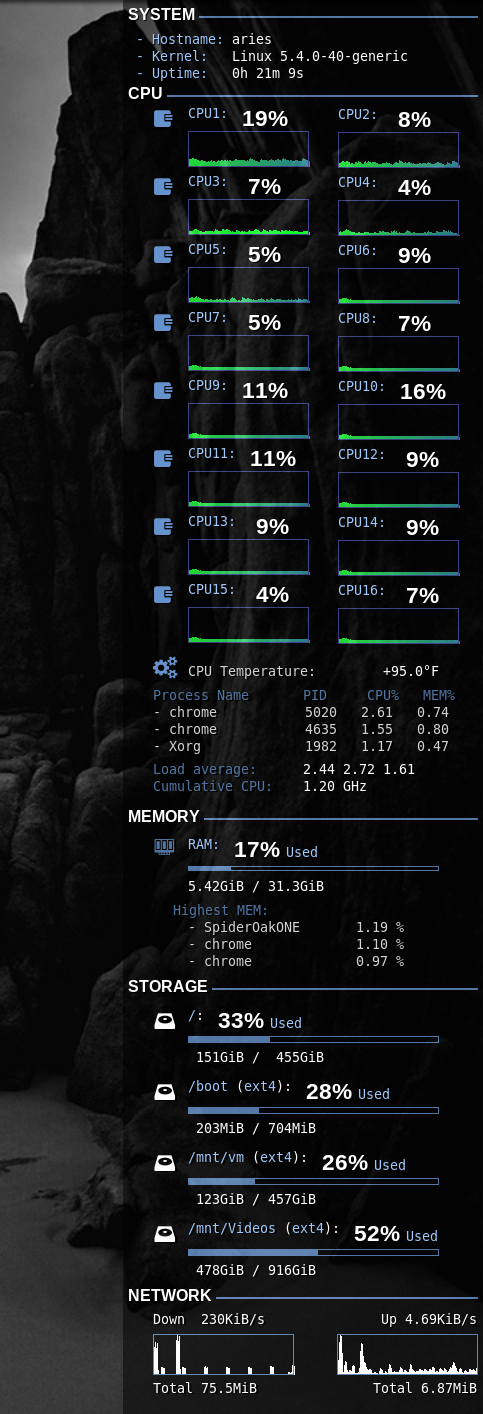 SYSTEM
- Hostname: aries
- Kernel: Linux 5.4.0-40-generic
- Uptime: 0h 21m 9s
CPU
CPU1: 19% CPU2: 8%
CPU3: 7% CPU4: 4%
CPU5: 5% CPU6: 9%
CPU7: 5% CPU8: 7%
CPU9: 11% CPU10: 16%
CPU11: 11% CPU12: 9%
CPU13: 9% CPU14: 9%
CPU15: 4% CPU16: 7%
CPU Temperature: +95.0°F
Process Name PID CPU% MEM%
- chrome 5020 2.61 0.74
- chrome 4635 1.55 0.80
- Xorg 1982 1.17 0.47
Load average: 2.44 2.72 1.61
Cumulative CPU: 1.20 GHz
MEMORY
RAM: 17% Used
5.42GiB / 31.3GiB
Highest MEM:
- SpiderOakONE 1.19 %
- chrome 1.10 %
- chrome 0.97 %
STORAGE
/: 33% Used
151GiB / 455GiB
/boot (ext4): 28% Used
203MiB / 704MiB
/mnt/vm (ext4): 26% Used
123GiB / 457GiB
/mnt/Videos (ext4): 52% Used
478GiB / 916GiB
NETWORK
Down 230KiB/s Up 4.69KiB/s
Total 75.5MiB Total 6.87MiB